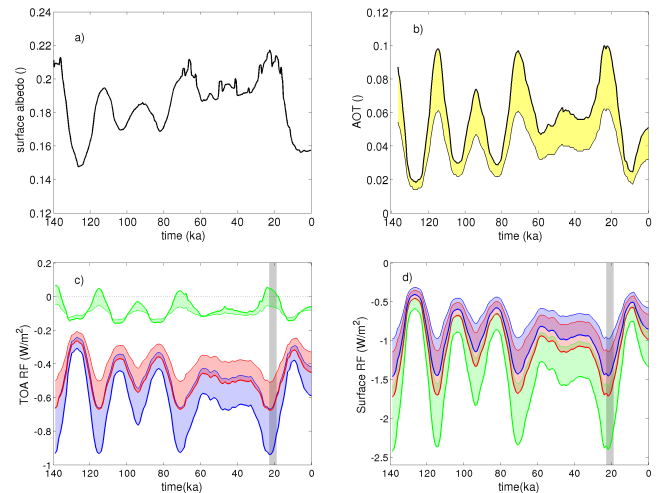 a)
surface albedo ()
0.24
0.22
0.2
0.18
0.16
0.14
0.12
140 120 100 80 60 40 20 0
time (ka)
b)
AOT ()
0.12
0.1
0.08
0.06
0.04
0.02
0
140 120 100 80 60 40 20 0
time (ka)
c)
TOA RF (W/m²)
0.2
0
-0.2
-0.4
-0.6
-0.8
-1
140 120 100 80 60 40 20 0
time(ka)
d)
Surface RF (W/m²)
0
-0.5
-1
-1.5
-2
-2.5
140 120 100 80 60 40 20 0
time(ka)